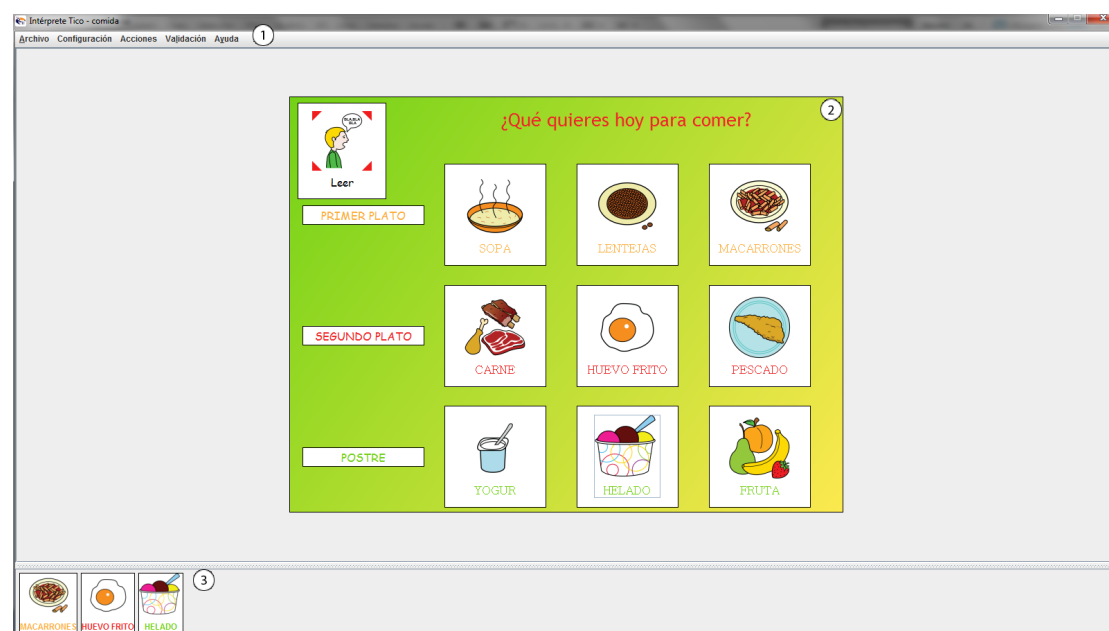 Intérprete Tico - comida
Archivo Configuración Acciones Validación Ayuda 1
2
¿Qué quieres hoy para comer?
BLA,BLA
BLA
Leer
PRIMER PLATO
SOPA LENTEJAS MACARRONES
SEGUNDO PLATO
CARNE HUEVO FRITO PESCADO
POSTRE
YOGUR HELADO FRUTA
3
MACARRONES HUEVO FRITO HELADO